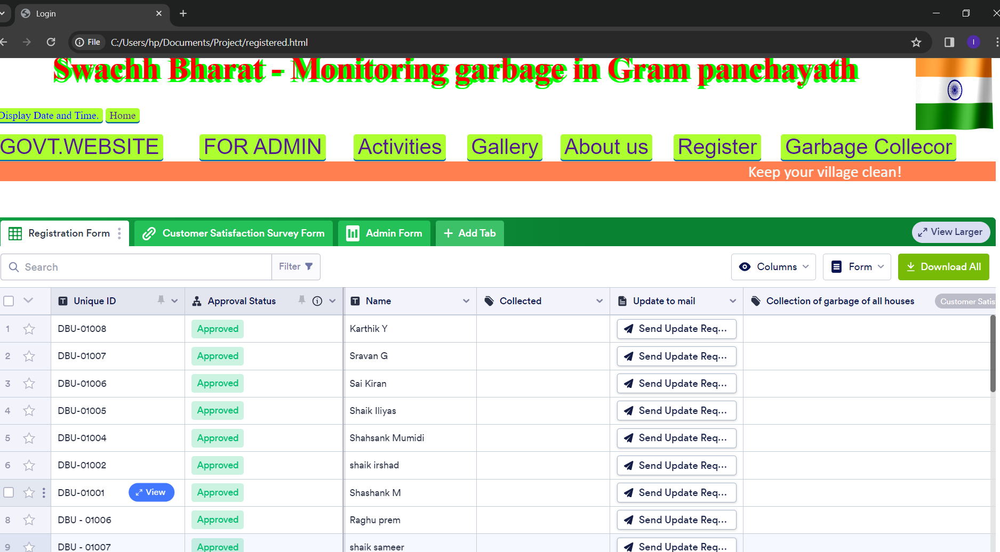 Login
File C:/Users/hp/Documents/Project/registered.html I
Swachh Bharat - Monitoring garbage in Gram panchayath
Display Date and Time. Home
GOVT.WEBSITE FOR ADMIN Activities Gallery About us Register Garbage Collecor
Keep your village clean!
Registration Form Customer Satisfaction Survey Form Admin Form + Add Tab View Larger
Search Filter Columns Form Download All
Unique ID Approval Status Name Collected Update to mail Collection of garbage of all houses Customer Satis
1 DBU-01008 Approved Karthik Y Send Update Req...
2 DBU-01007 Approved Sravan G Send Update Req...
3 DBU-01006 Approved Sai Kiran Send Update Req...
4 DBU-01005 Approved Shaik Iliyas Send Update Req...
5 DBU-01004 Approved Shahsank Mumidi Send Update Req...
6 DBU-01002 Approved shaik irshad Send Update Req...
DBU-01001 View Approved Shashank M Send Update Req...
8 DBU - 01006 Approved Raghu prem Send Update Req...
9 DBU - 01007 Approved shaik sameer Send Update Req...